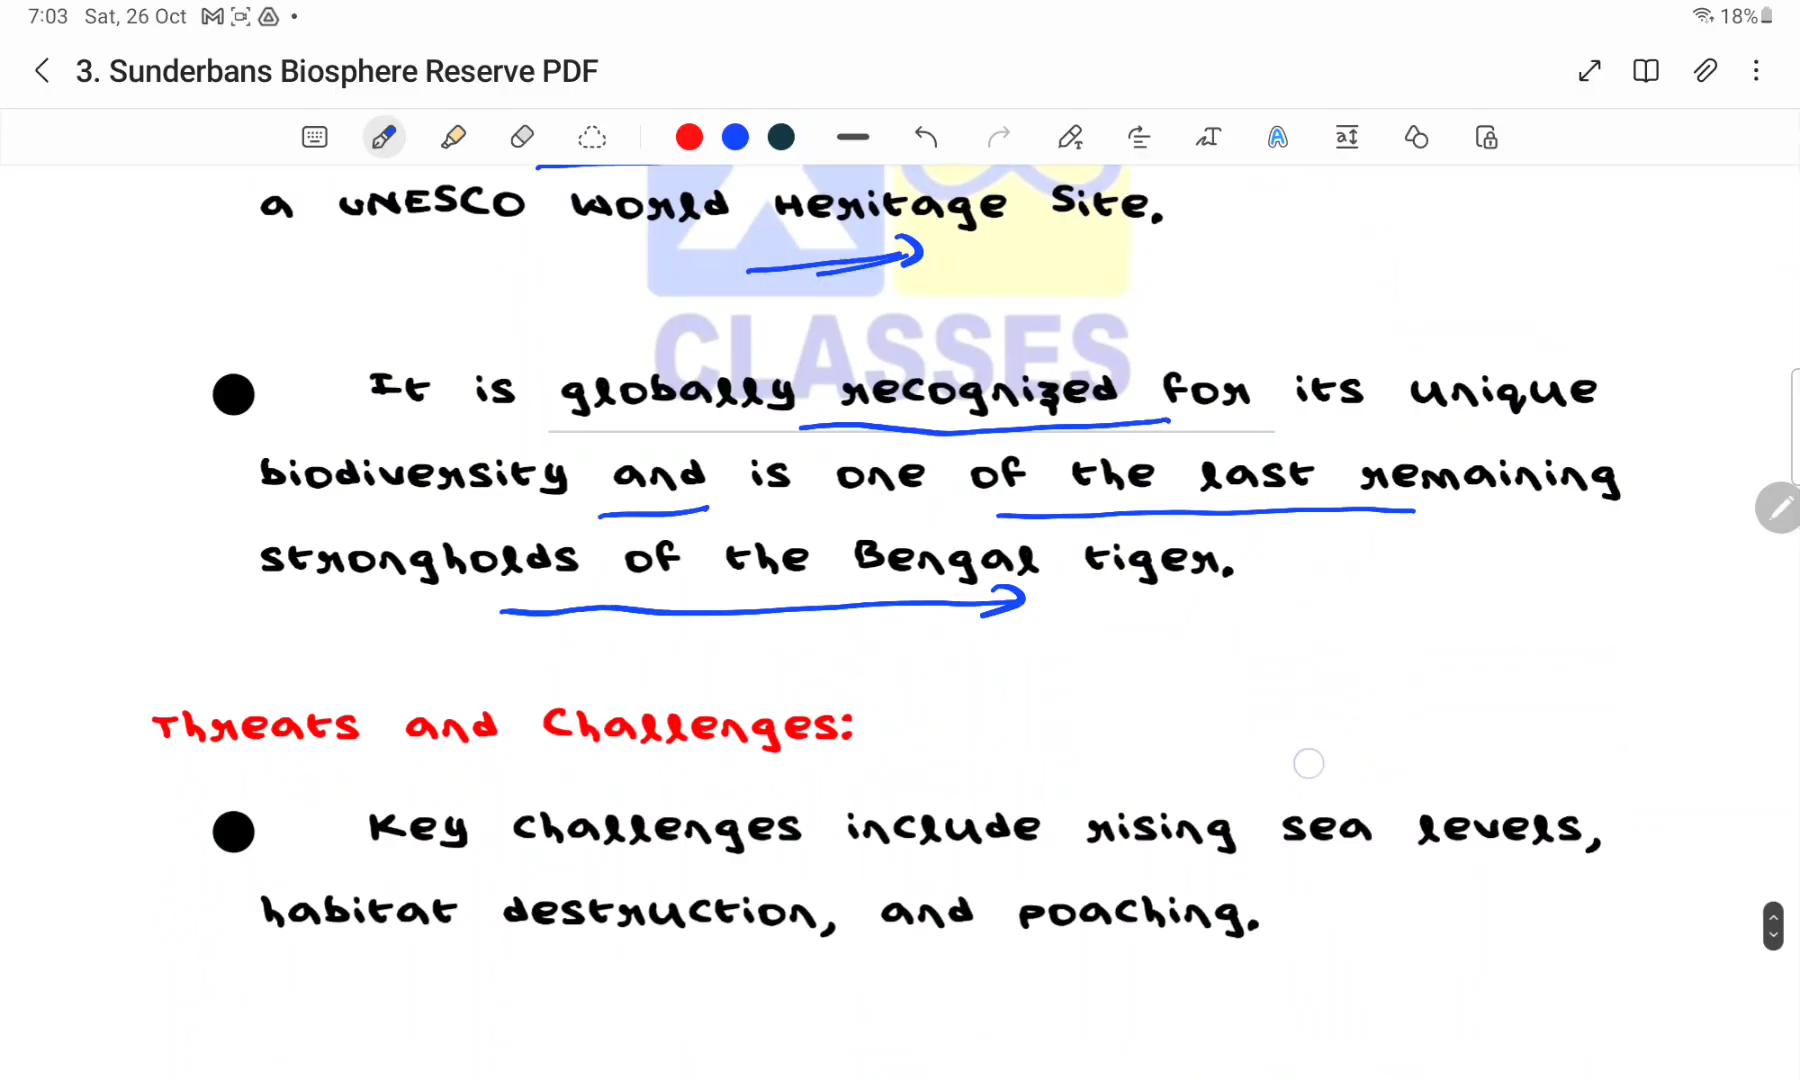 7:03 Sat, 26 Oct
18%
3. Sunderbans Biosphere Reserve PDF
a UNESCO World Heritage Site.
CLASSES
It is globally recognized for its unique
biodiversity and is one of the last remaining
strongholds of the Bengal tiger.
Threats and Challenges:
Key challenges include rising sea levels,
habitat destruction, and poaching.